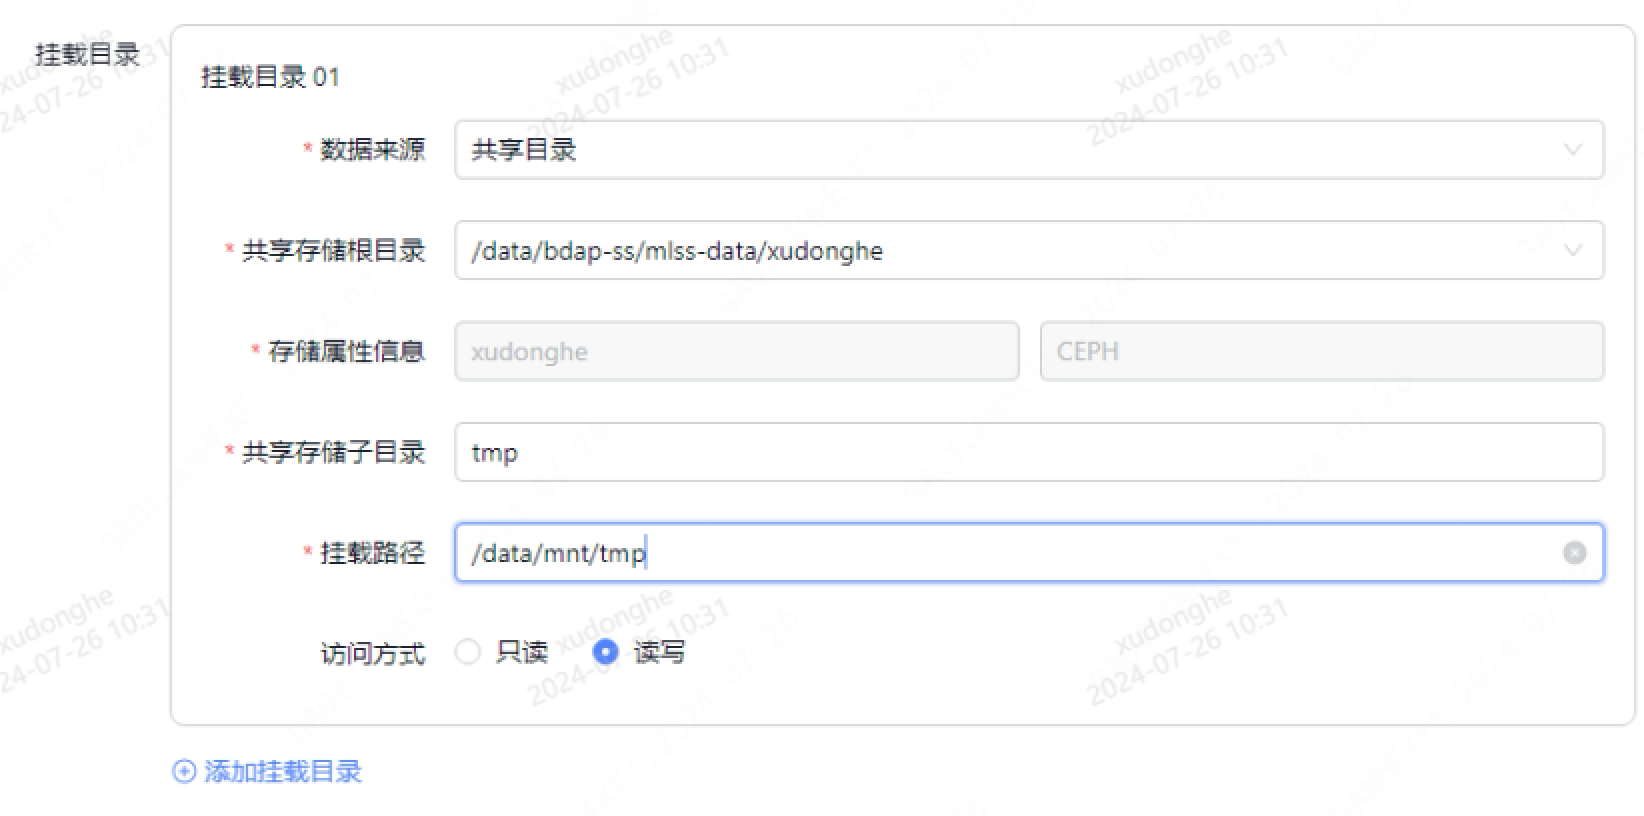 挂载目录
挂载目录 01
* 数据来源 共享目录
* 共享存储根目录 /data/bdap-ss/mlss-data/xudonghe
* 存储属性信息 xudonghe CEPH
* 共享存储子目录 tmp
* 挂载路径 /data/mnt/tmp
访问方式 只读 读写
添加挂载目录
xudonghe
2024-07-26 10:31
xudonghe
2024-07-26 10:31
xudonghe
24-07-26 10:31
xudonghe
24-07-26 10:31
xudonghe
2024-07-26 10:31
xudonghe
2024-07-26 10:31